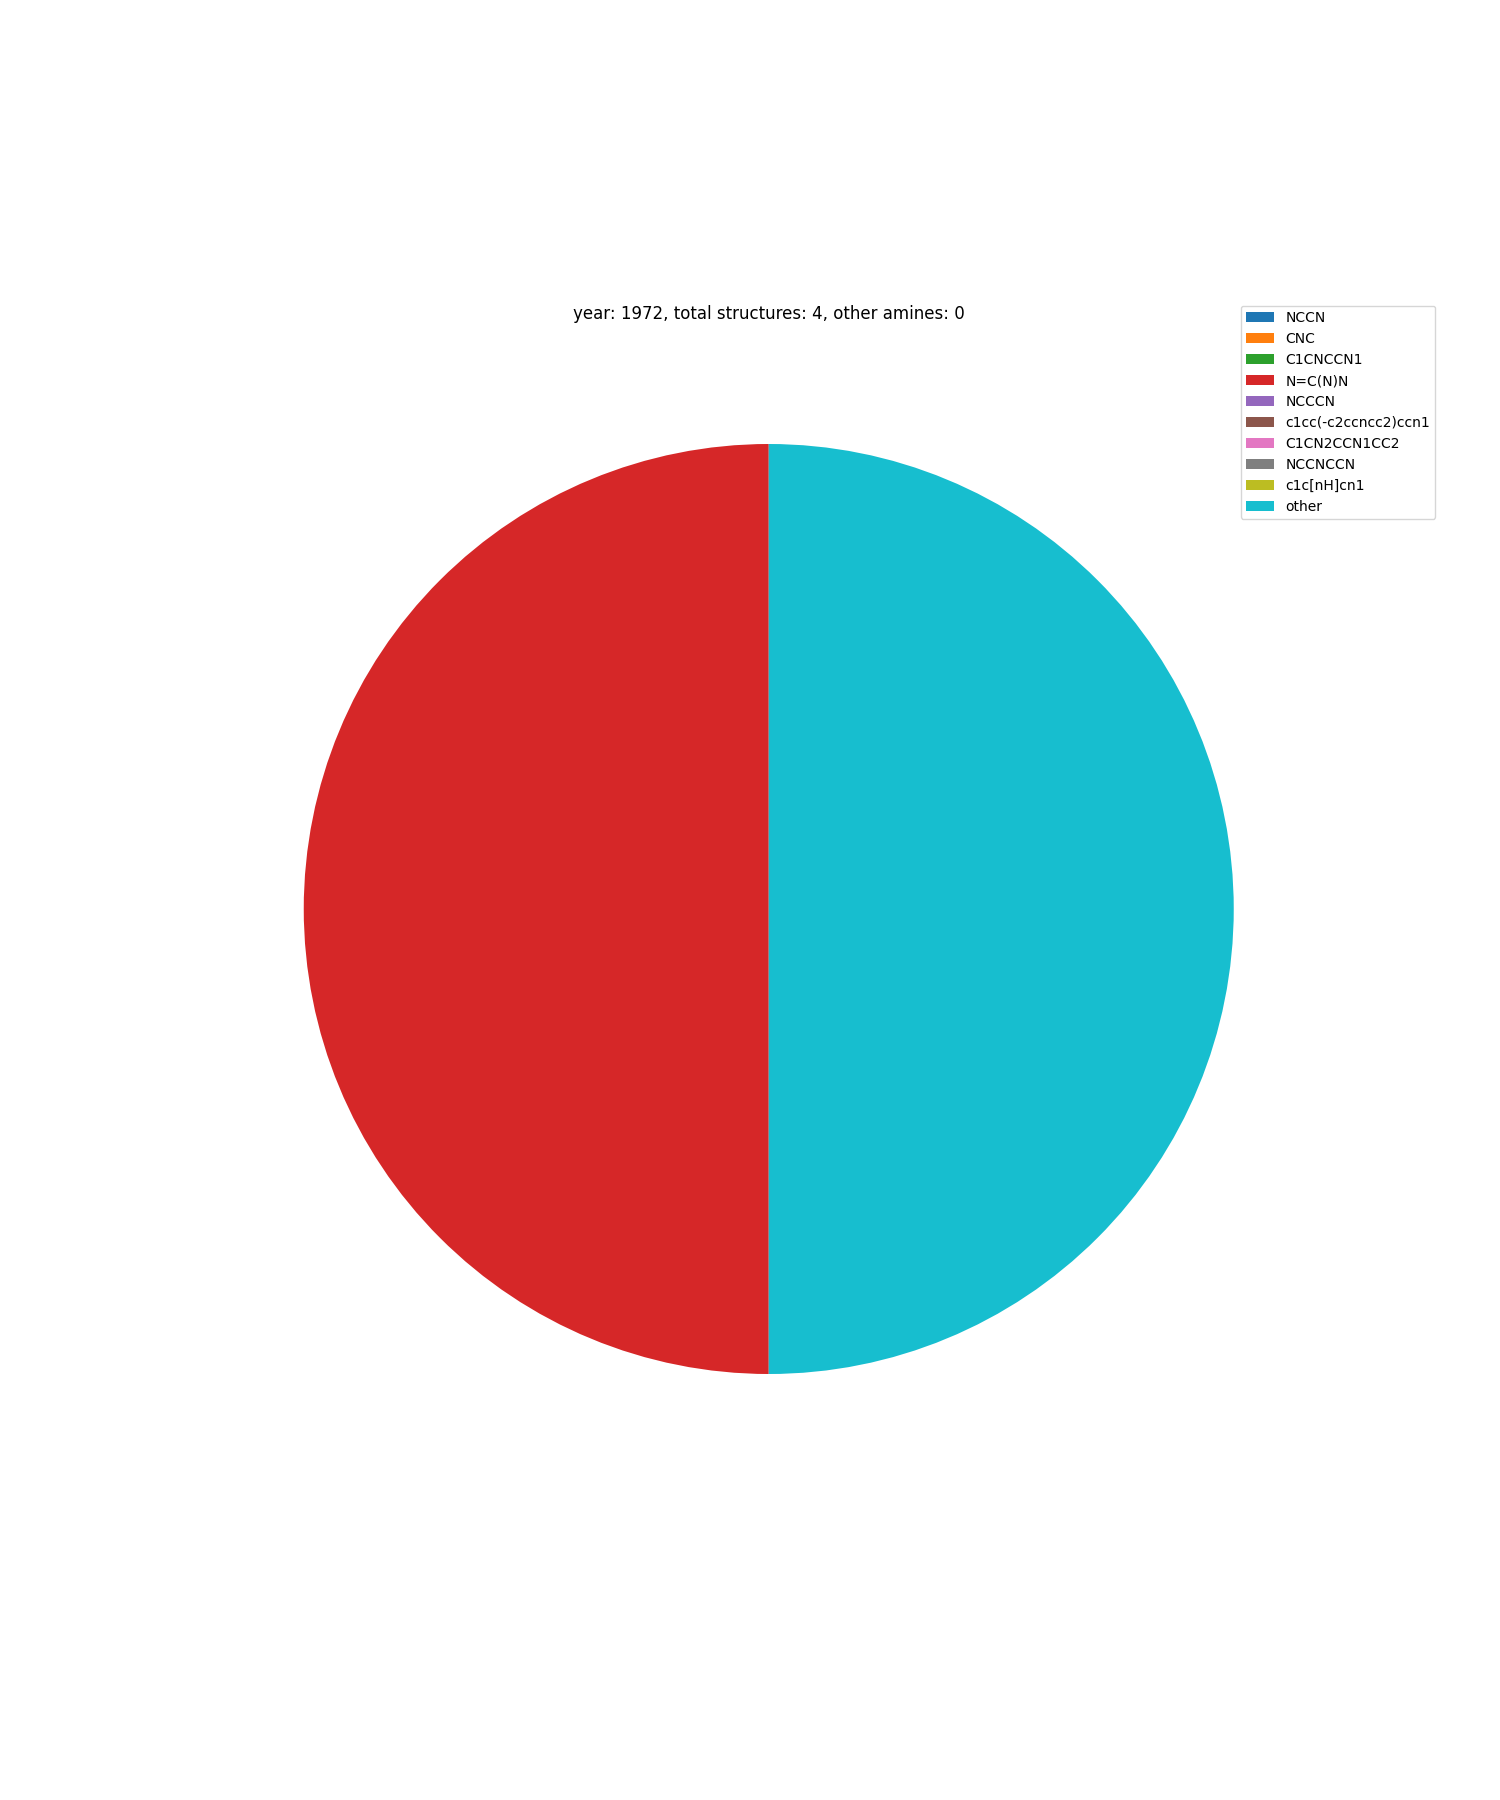 year: 1972, total structures: 4, other amines: 0
NCCN
CNC
C1CNCCN1
N=C(N)N
NCCCN
c1cc(-c2ccncc2)ccn1
C1CN2CCN1CC2
NCCNCCN
c1c[nH]cn1
other